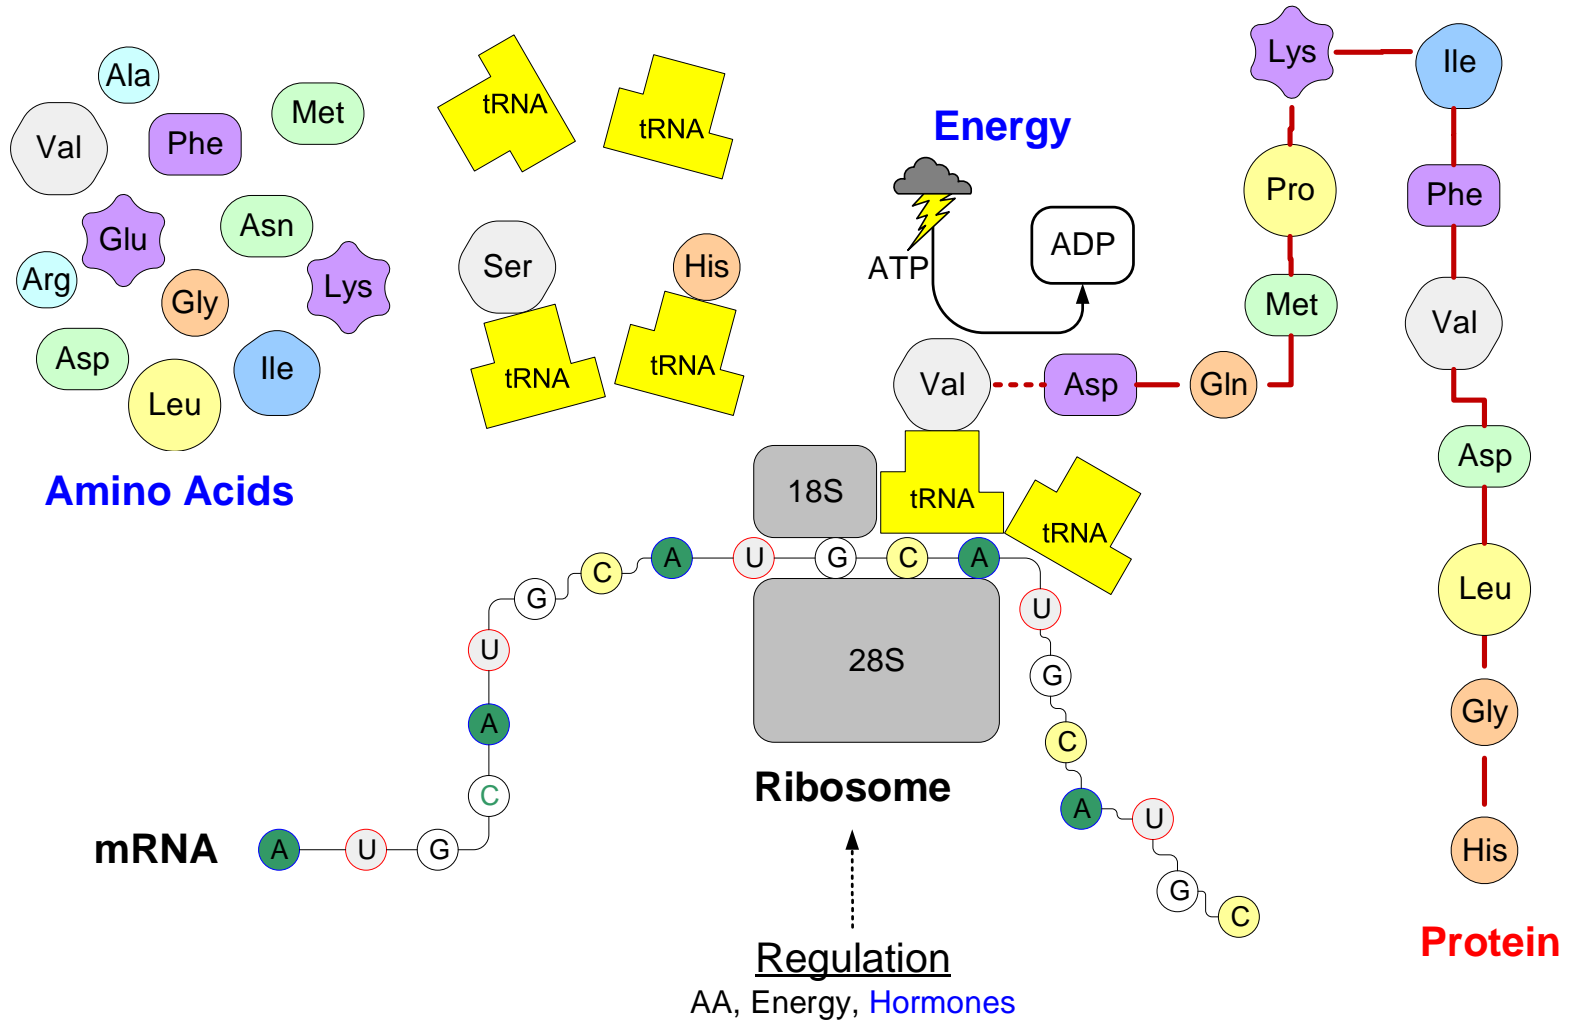 Ala
Val
Phe
Met
Glu
Asn
Arg
Gly
Lys
Asp
Leu
Ile
Amino Acids
tRNA
tRNA
Ser
tRNA
His
tRNA
Energy
ATP
ADP
Val
Asp
Gln
Met
Pro
Lys
Ile
Phe
Val
Asp
Leu
Gly
His
Protein
tRNA
tRNA
18S
28S
Ribosome
mRNA
A
U
G
C
A
U
G
C
A
U
G
C
A
U
G
C
A
U
G
C
Regulation
AA, Energy, Hormones